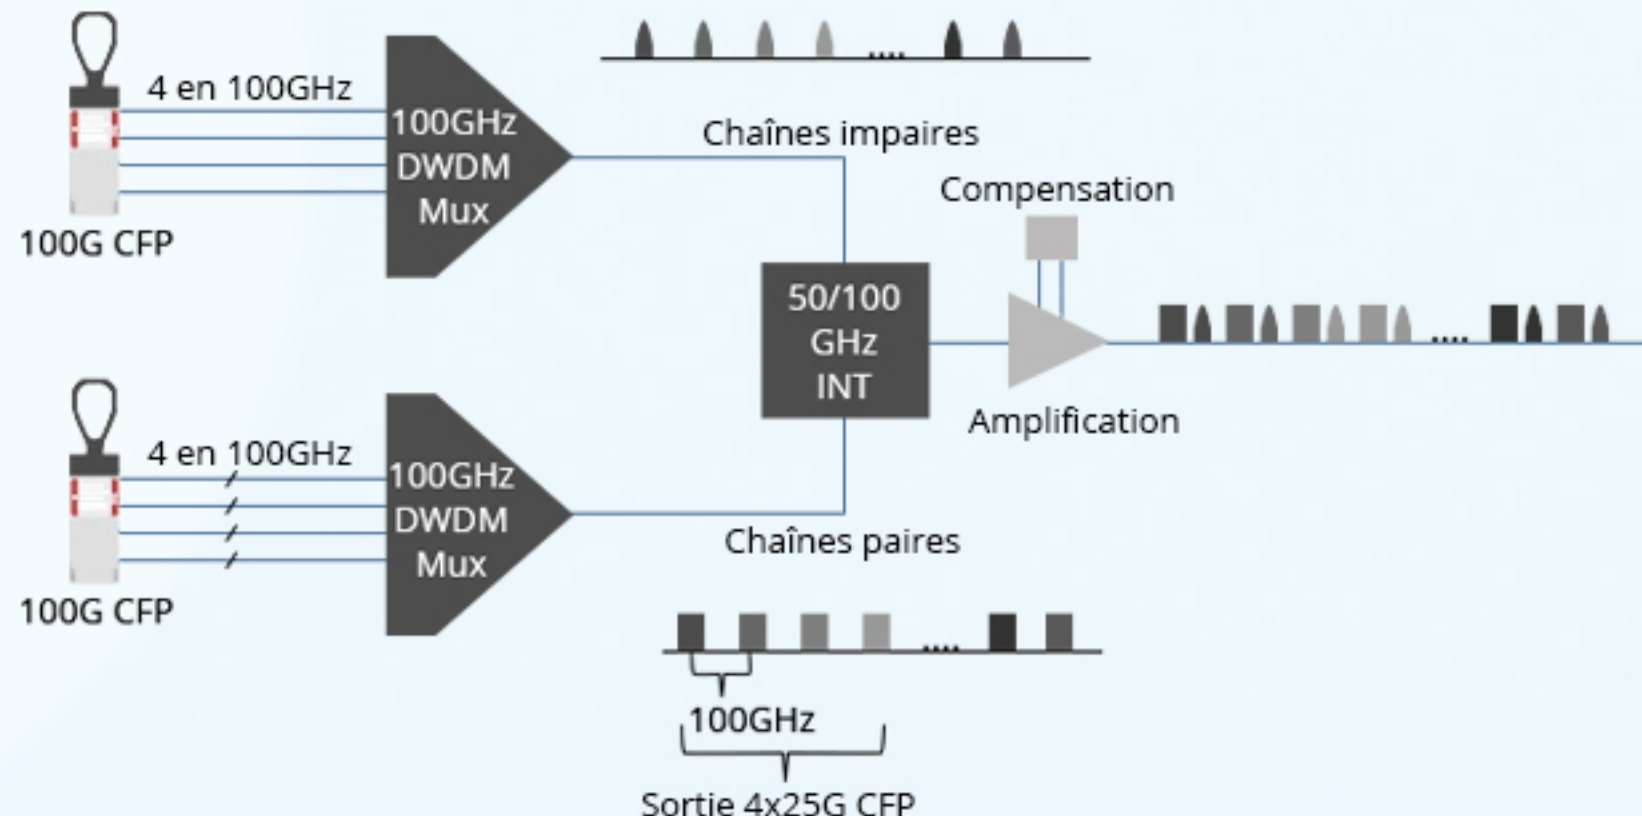 4 en 100GHz
100GHz
DWDM
Mux
100G CFP
Chaînes impaires
Compensation
50/100
GHz
INT
Amplification
4 en 100GHz
100GHz
DWDM
Mux
100G CFP
Chaînes paires
100GHz
Sortie 4x25G CFP